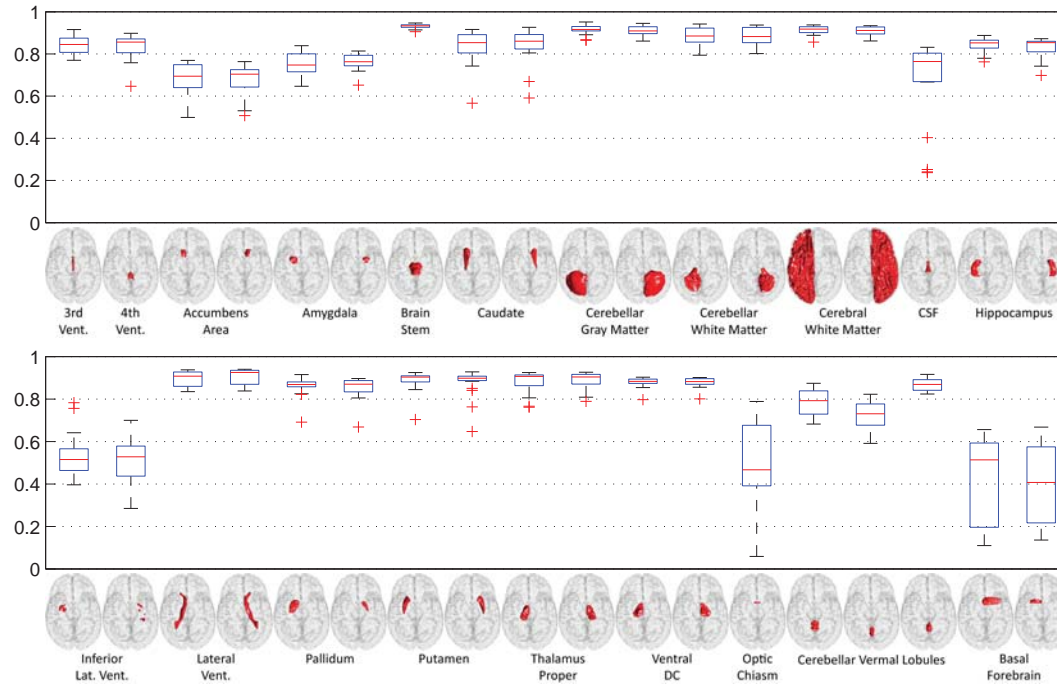 1
0.8
0.6
0.4
0.2
0
3rd Vent.
4th Vent.
Accumbens Area
Amygdala
Brain Stem
Caudate
Cerebellar Gray Matter
Cerebellar White Matter
Cerebral White Matter
CSF
Hippocampus
1
0.8
0.6
0.4
0.2
0
Inferior Lat. Vent.
Lateral Vent.
Pallidum
Putamen
Thalamus Proper
Ventral DC
Optic Chiasm
Cerebellar Vermal Lobules
Basal Forebrain